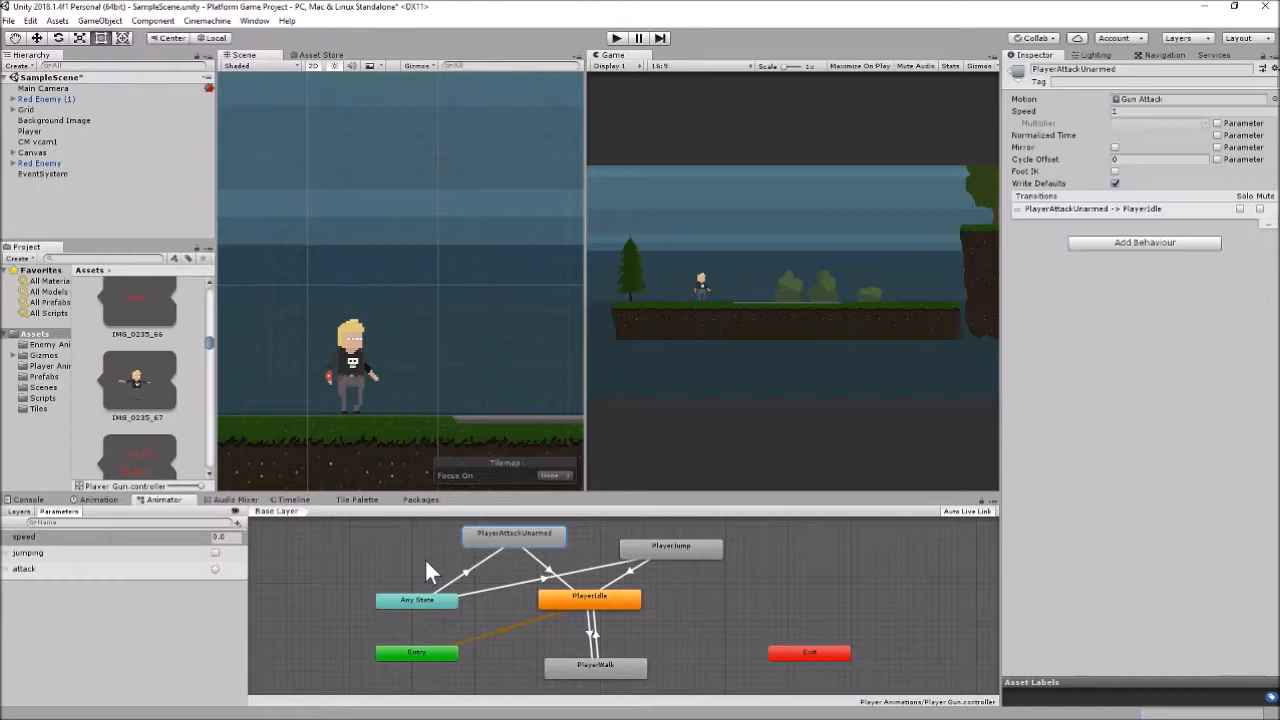 Unity 2018.1.4f1 Personal (64bit) - SampleScene.unity - Platform Game Project - PC, Mac & Linux Standalone* <DX11>
File Edit Assets GameObject Component Cinemachine Window Help
Center Local Collab Account Layers Layout
Hierarchy
Create All
SampleScene*
Main Camera
Red Enemy (1)
Grid
Background Image
Player
CM vcam1
Canvas
Red Enemy
EventSystem
Scene Asset Store
Shaded 2D Gizmos All
Tilemap
Focus On None
Game
Display 1 16:9 Scale 1x Maximize On Play Mute Audio Stats Gizmos
Inspector Lighting Navigation Services
PlayerAttackUnarmed
Tag
Motion Gun Attack
Speed 1
Multiplier Parameter
Normalized Time Parameter
Mirror Parameter
Cycle Offset 0 Parameter
Foot IK
Write Defaults
Transitions Solo Mute
PlayerAttackUnarmed -> PlayerIdle
Add Behaviour
Asset Labels
Project
Create
Favorites
All Materia
All Models
All Prefabs
All Scripts
Assets
Enemy Ani
Gizmos
Player Ani
Prefabs
Scenes
Scripts
Tiles
Assets
IMG_0235_66
IMG_0235_67
Player Gun.controller
Console Animation Animator Audio Mixer Timeline Tile Palette Packages
Layers Parameters Base Layer Auto Live Link
Name
speed 0.0
jumping
attack
PlayerAttackUnarmed
PlayerJump
Any State
PlayerIdle
Entry
PlayerWalk
Exit
Player Animations/Player Gun.controller